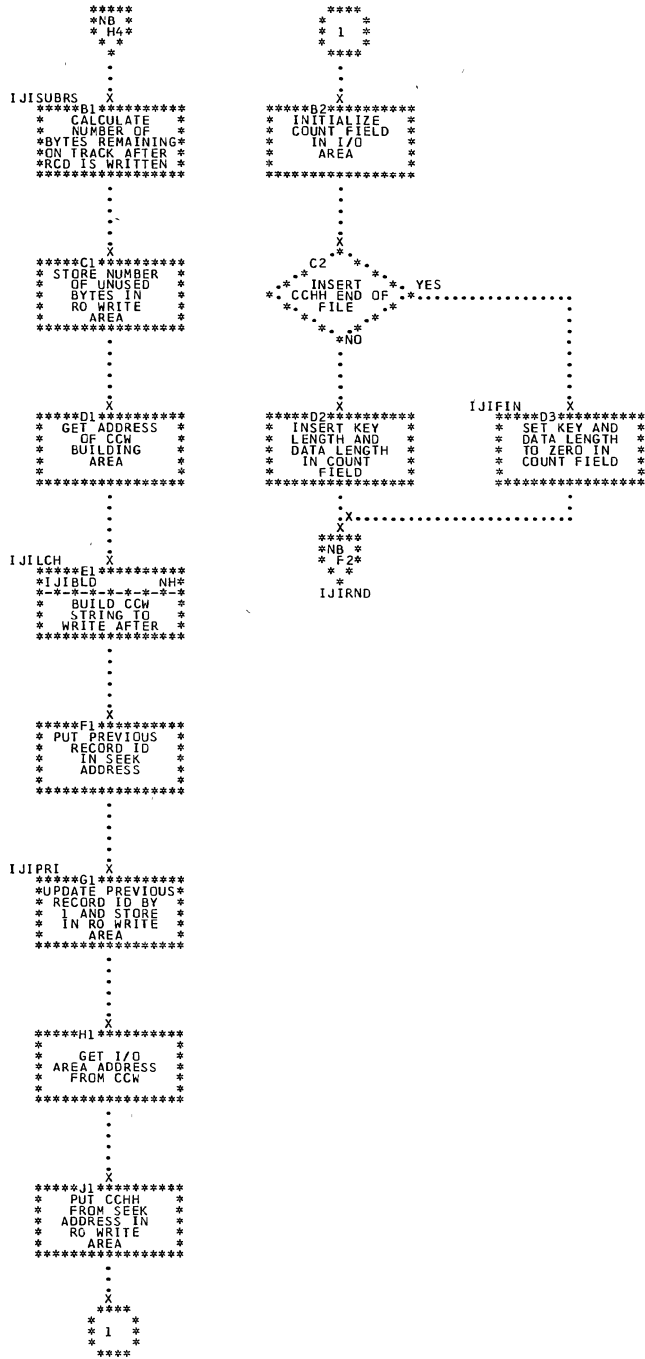 NB
H4
IJISUBRS
B1
CALCULATE
NUMBER OF
BYTES REMAINING
ON TRACK AFTER
RCD IS WRITTEN
C1
STORE NUMBER
OF UNUSED
BYTES IN
RO WRITE
AREA
D1
GET ADDRESS
OF CCW
BUILDING
AREA
IJILCH
E1
IJIBLD NH
BUILD CCW
STRING TO
WRITE AFTER
F1
PUT PREVIOUS
RECORD ID
IN SEEK
ADDRESS
IJIPRI
G1
UPDATE PREVIOUS
RECORD ID BY
1 AND STORE
IN RO WRITE
AREA
H1
GET I/O
AREA ADDRESS
FROM CCW
J1
PUT CCHH
FROM SEEK
ADDRESS IN
RO WRITE
AREA
1
1
B2
INITIALIZE
COUNT FIELD
IN I/O
AREA
C2
INSERT
CCHH END OF
FILE
YES
NO
D2
INSERT KEY
LENGTH AND
DATA LENGTH
IN COUNT
FIELD
IJIFIN
D3
SET KEY AND
DATA LENGTH
TO ZERO IN
COUNT FIELD
NB
F2
IJIRND